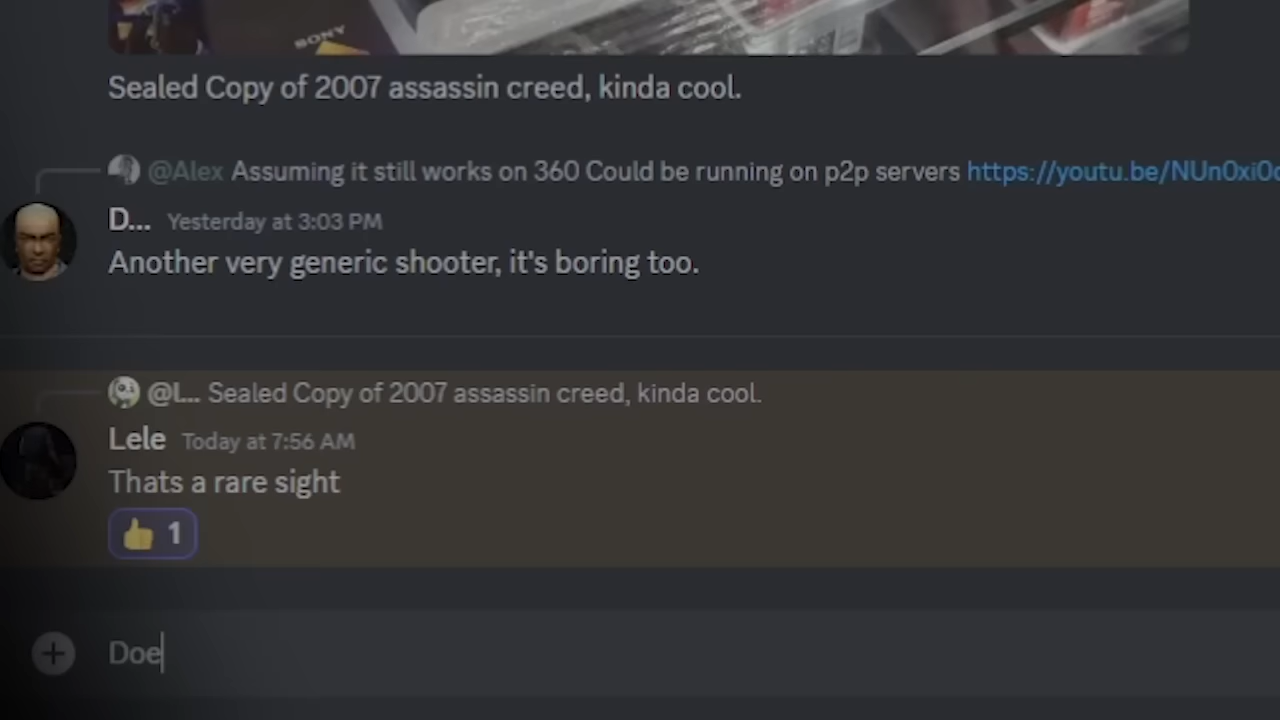 SONY
Sealed Copy of 2007 assassin creed, kinda cool.
@Alex Assuming it still works on 360 Could be running on p2p servers https://youtu.be/NUn0xi0
D... Yesterday at 3:03 PM
Another very generic shooter, it's boring too.
@L... Sealed Copy of 2007 assassin creed, kinda cool.
Lele Today at 7:56 AM
Thats a rare sight
1
Doe